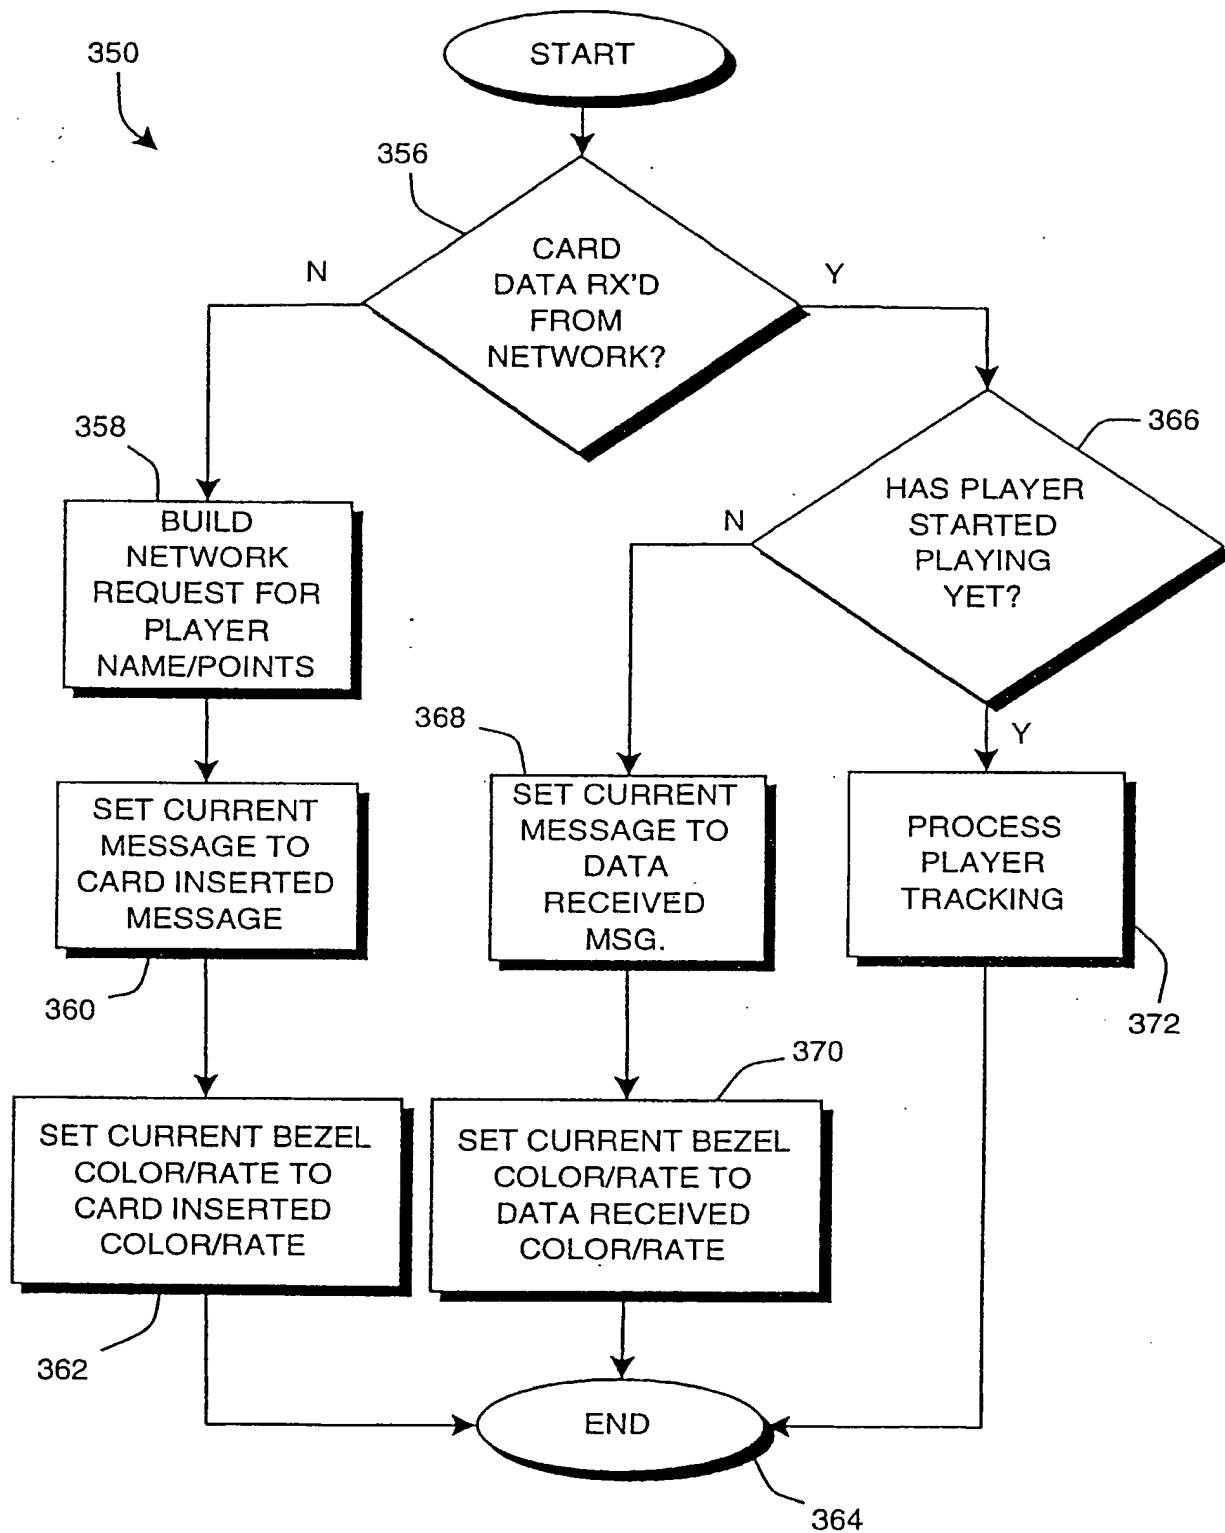 350
START
356
CARD
DATA RX'D
FROM
NETWORK?
N
Y
358
BUILD
NETWORK
REQUEST FOR
PLAYER
NAME/POINTS
366
HAS PLAYER
STARTED
PLAYING
YET?
N
Y
368
SET CURRENT
MESSAGE TO
CARD INSERTED
MESSAGE
360
SET CURRENT
MESSAGE TO
DATA
RECEIVED
MSG.
PROCESS
PLAYER
TRACKING
372
370
SET CURRENT BEZEL
COLOR/RATE TO
CARD INSERTED
COLOR/RATE
362
SET CURRENT BEZEL
COLOR/RATE TO
DATA RECEIVED
COLOR/RATE
END
364